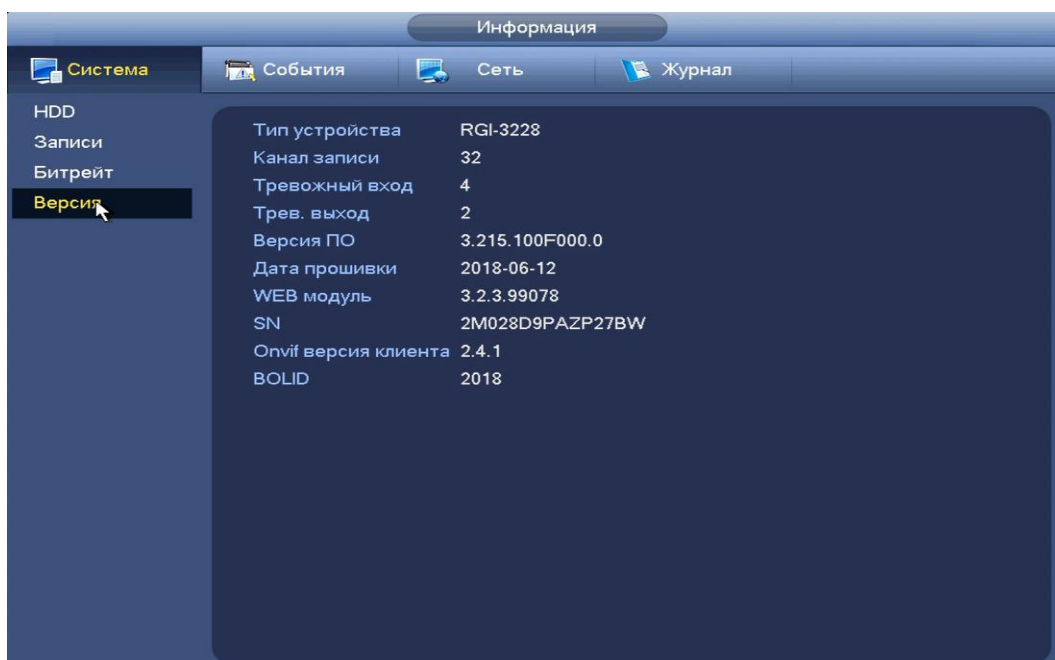 Информация
Система События Сеть Журнал
HDD
Записи
Битрейт
Версия
Тип устройства RGI-3228
Канал записи 32
Тревожный вход 4
Трев. выход 2
Версия ПО 3.215.100F000.0
Дата прошивки 2018-06-12
WEB модуль 3.2.3.99078
SN 2M028D9PAZP27BW
Onvif версия клиента 2.4.1
BOLID 2018